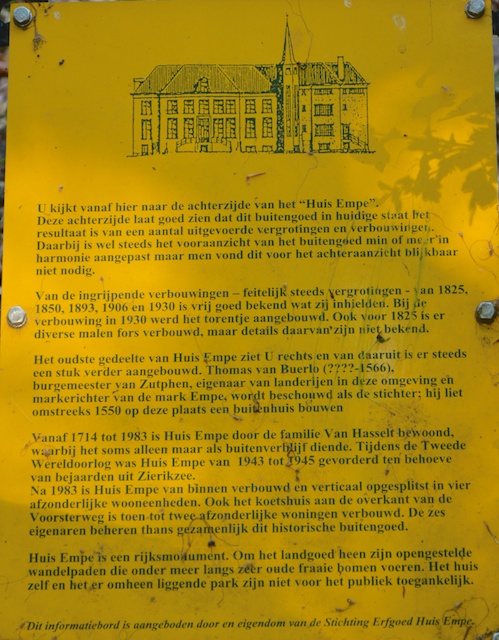 U kijkt vanaf hier naar de achterzijde van het "Huis Empe".
Deze achterzijde laat goed zien dat dit buitengoed in huidige staat het
resultaat is van een aantal uitgevoerde vergrotingen en verbouwingen.
Daarbij is wel steeds het vooraanzicht van het buitengoed min of meer in
harmonie aangepast maar men vond dit voor het achteraanzicht blijkbaar
niet nodig.
Van de ingrijpende verbouwingen – feitelijk steeds vergrotingen - van 1825,
1850, 1893, 1906 en 1930 is vrij goed bekend wat zij inhielden. Bij de
verbouwing in 1930 werd het torentje aangebouwd. Ook voor 1825 is er
diverse malen fors verbouwd, maar details daarvan zijn niet bekend.
Het oudste gedeelte van Huis Empe ziet U rechts en van daaruit is er steeds
een stuk verder aangebouwd. Thomas van Buerlo (????-1566),
burgemeester van Zutphen, eigenaar van landerijen in deze omgeving en
markerichter van de mark Empe, wordt beschouwd als de stichter; hij liet
omstreeks 1550 op deze plaats een buitenhuis bouwen
Vanaf 1714 tot 1983 is Huis Empe door de familie Van Hasselt bewoond,
waarbij het soms alleen maar als buitenverblijf diende. Tijdens de Tweede
Wereldoorlog was Huis Empe van 1943 tot 1945 gevorderd ten behoeve
van bejaarden uit Zierikzee.
Na 1983 is Huis Empe van binnen verbouwd en verticaal opgesplitst in vier
afzonderlijke wooneenheden. Ook het koetshuis aan de overkant van de
Voorsterweg is toen tot twee afzonderlijke woningen verbouwd. De zes
eigenaren beheren thans gezamenlijk dit historische buitengoed.
Huis Empe is een rijksmonument. Om het landgoed heen zijn opengestelde
wandelpaden die onder meer langs zeer oude fraaie bomen voeren. Het huis
zelf en het er omheen liggende park zijn niet voor het publiek toegankelijk.
Dit informatiebord is aangeboden door en eigendom van de Stichting Erfgoed Huis Empe.